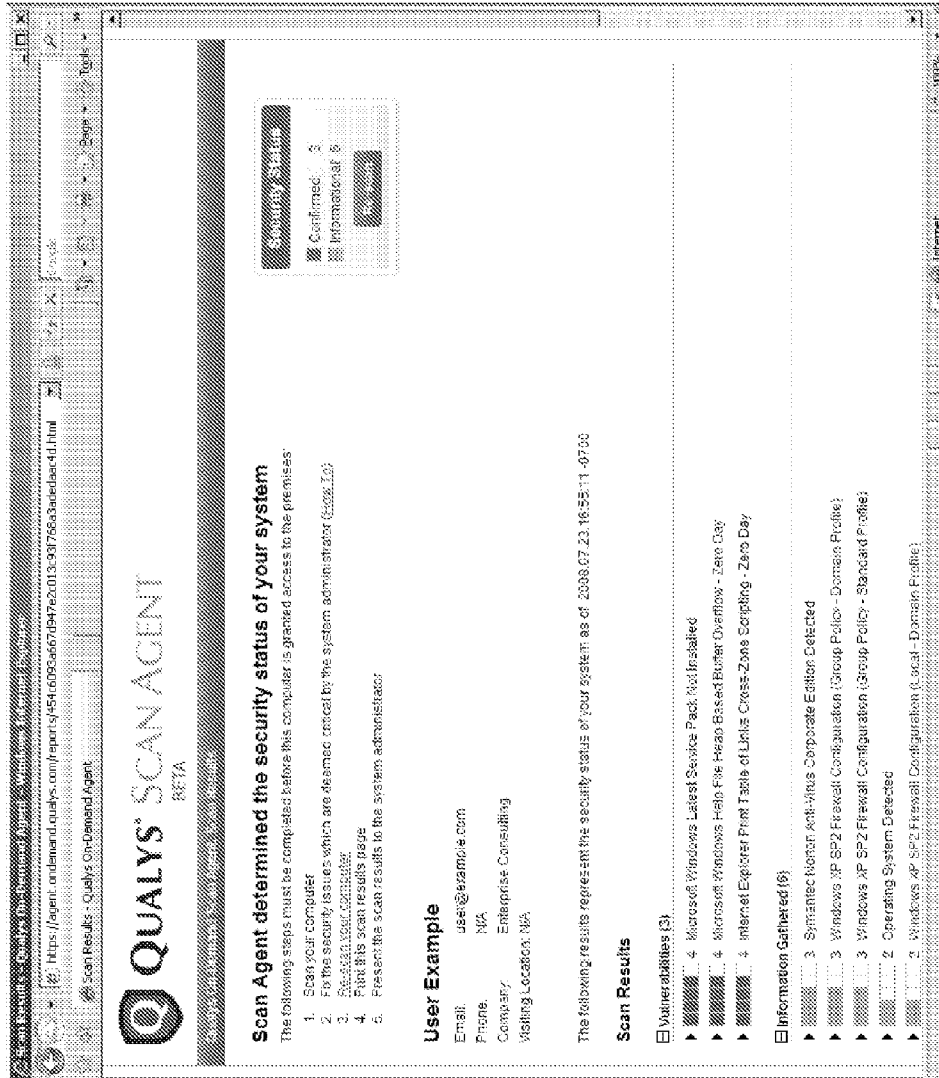 https://agent.ondemand.qualys.com/reports/454c6093a667d947e2c013c93f768a3adedaac4d.html
Scan Results - Qualys On-Demand Agent
Page
Tools
QUALYS® SCAN AGENT
BETA
Scan Agent determined the security status of your system
The following steps must be completed before this computer is granted access to the premises:
1. Scan your computer
2. For the security issues which are deemed critical by the system administrator (How To)
3. Re-scan your computer
4. Print this scan results page
5. Present the scan results to the system administrator
Security Status
Confirmed: 3
Informational: 6
User Example
Email: user@example.com
Phone: NA
Company: Enterprise Consulting
Visiting Location: NA
The following results represent the security status of your system as of 2008.07.23.16:55:11 -0700
Scan Results
Vulnerabilities (3)
4 Microsoft Windows Latest Service Pack Not Installed
4 Microsoft Windows Help File Heap Based Buffer Overflow - Zero Day
4 Internet Explorer Print Table of Links Cross-Zone Scripting - Zero Day
Information Gathered (6)
3 Symantec Norton Anti-Virus Corporate Edition Detected
3 Windows XP SP2 Firewall Configuration (Group Policy - Domain Profile)
3 Windows XP SP2 Firewall Configuration (Group Policy - Standard Profile)
2 Operating System Detected
2 Windows XP SP2 Firewall Configuration (Local - Domain Profile)
Internet